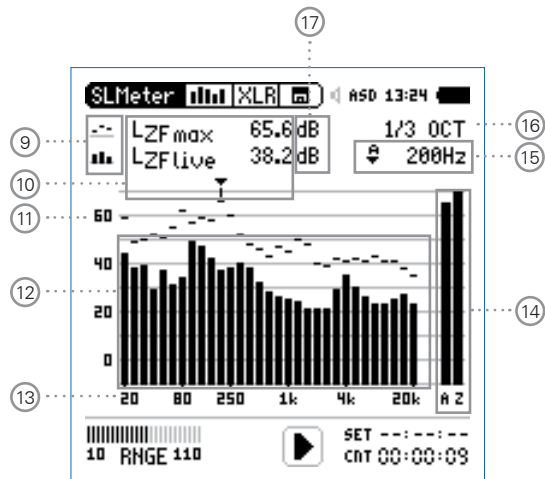 17
SLMeter XLR ASD 13:24
9 LZFmax 65.6 dB 1/3 OCT 16
LZFlive 38.2 dB A 200Hz 15
10
11 60
40
12 20 14
0
13 20 80 250 1k 4k 20k A Z
10 RNGE 110 SET --:--:--
CNT 00:00:09